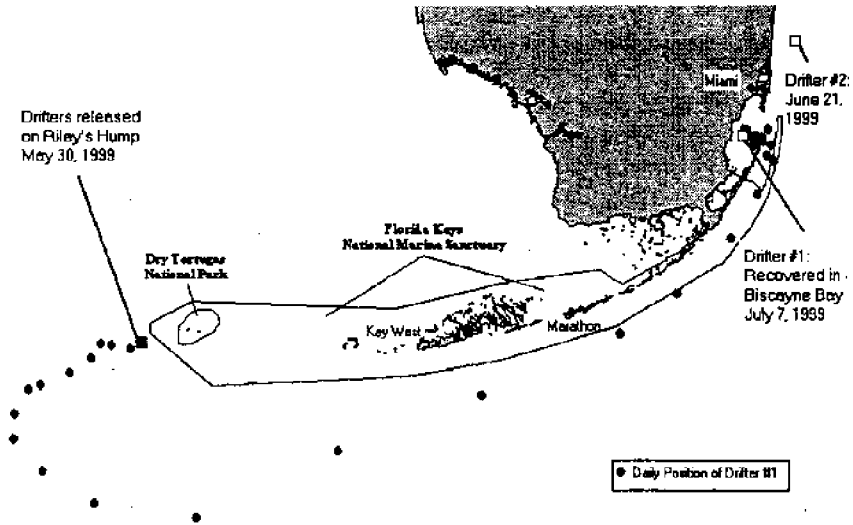 Miami
Drifter #2:
June 21,
1999
Drifters released
on Riley's Hump
May 30, 1999
Florida Keys
National Marine Sanctuary
Dry Tortugas
National Park
Drifter #1:
Recovered in
Biscayne Bay
July 7, 1999
Key West
Marathon
Daily Position of Drifter #1